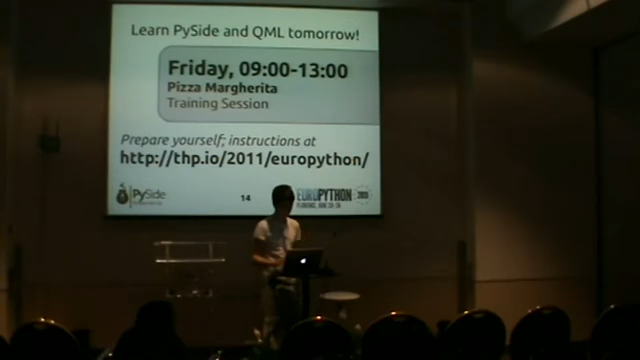 Learn PySide and QML tomorrow!
Friday, 09:00-13:00
Pizza Margherita
Training Session
Prepare yourself; instructions at
http://thp.io/2011/europython/
PySide
14
EUROPYTHON